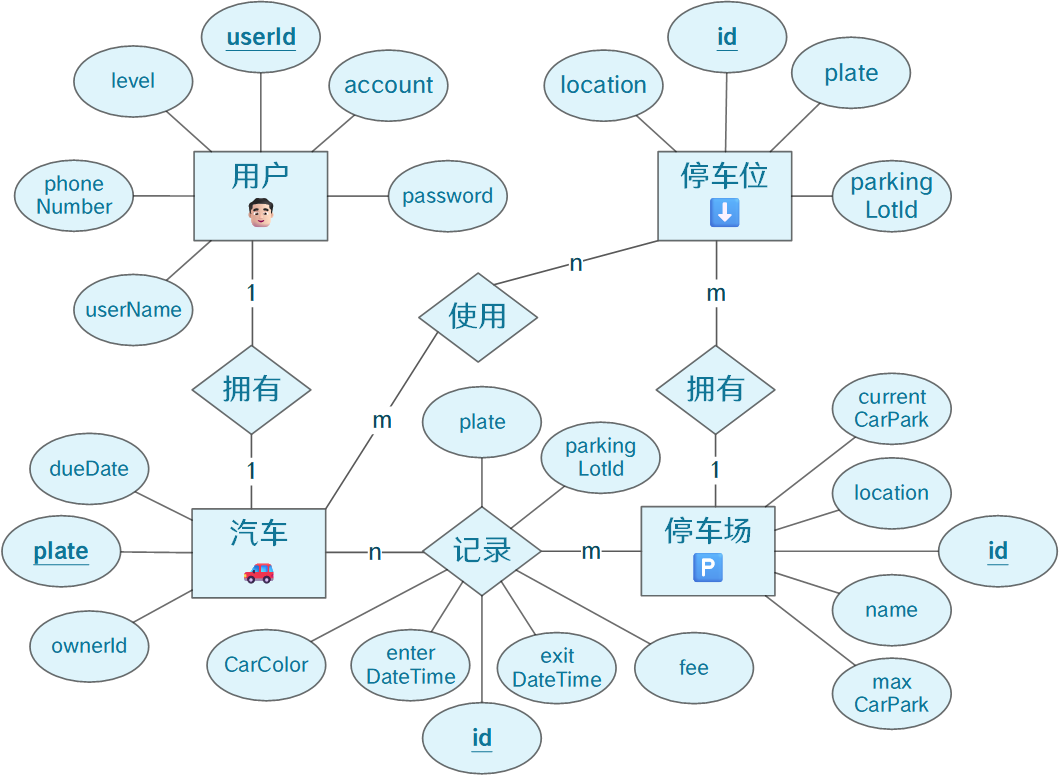 userId
id
level
account
location
plate
用户
停车位
phone
Number
password
parking
LotId
userName
n
1
m
使用
拥有
拥有
m
plate
current
CarPark
parking
LotId
dueDate
1
1
location
汽车
记录
停车场
P
plate
n
m
id
ownerId
name
CarColor
enter
DateTime
exit
DateTime
fee
max
CarPark
id